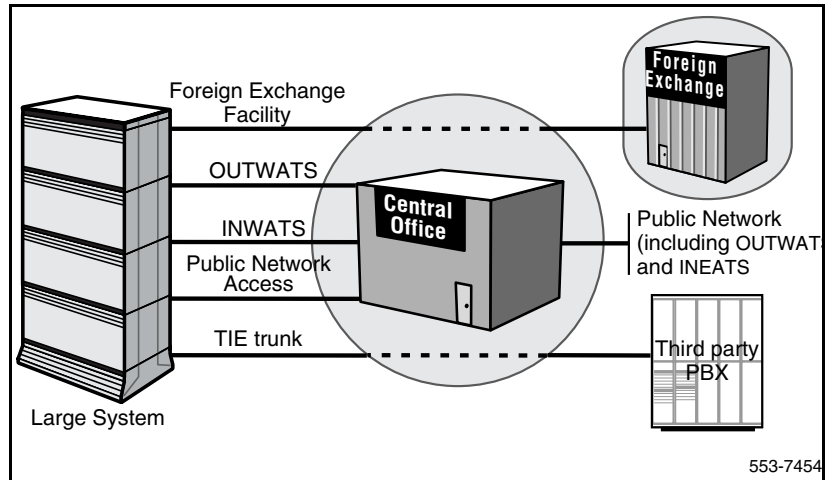 Foreign Exchange
Facility
OUTWATS
INWATS
Public Network
Access
TIE trunk
Large System
Central
Office
Foreign
Exchange
Public Network
(including OUTWATS
and INEATS
Third party
PBX
553-7454